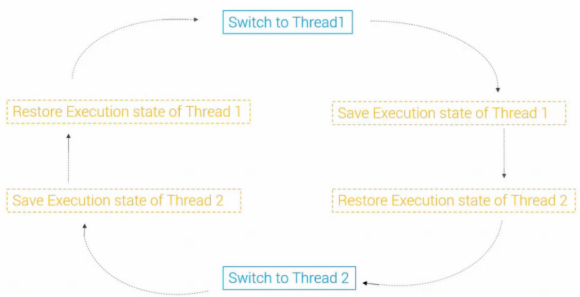 Switch to Thread1
Restore Execution state of Thread 1
Save Execution state of Thread 1
Save Execution state of Thread 2
Restore Execution state of Thread 2
Switch to Thread 2